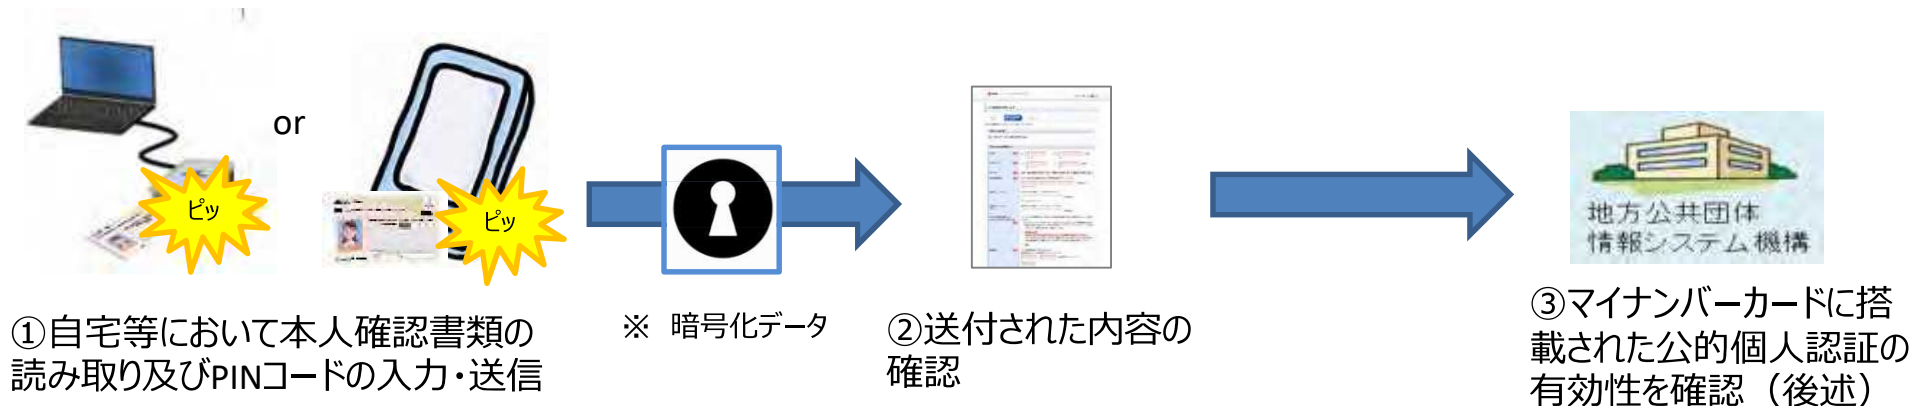 or
ピッ
ピッ
地方公共団体
情報システム機構
①自宅等において本人確認書類の
読み取り及びPINコードの入力・送信
※ 暗号化データ
②送付された内容の
確認
③マイナンバーカードに搭
載された公的個人認証の
有効性を確認（後述）